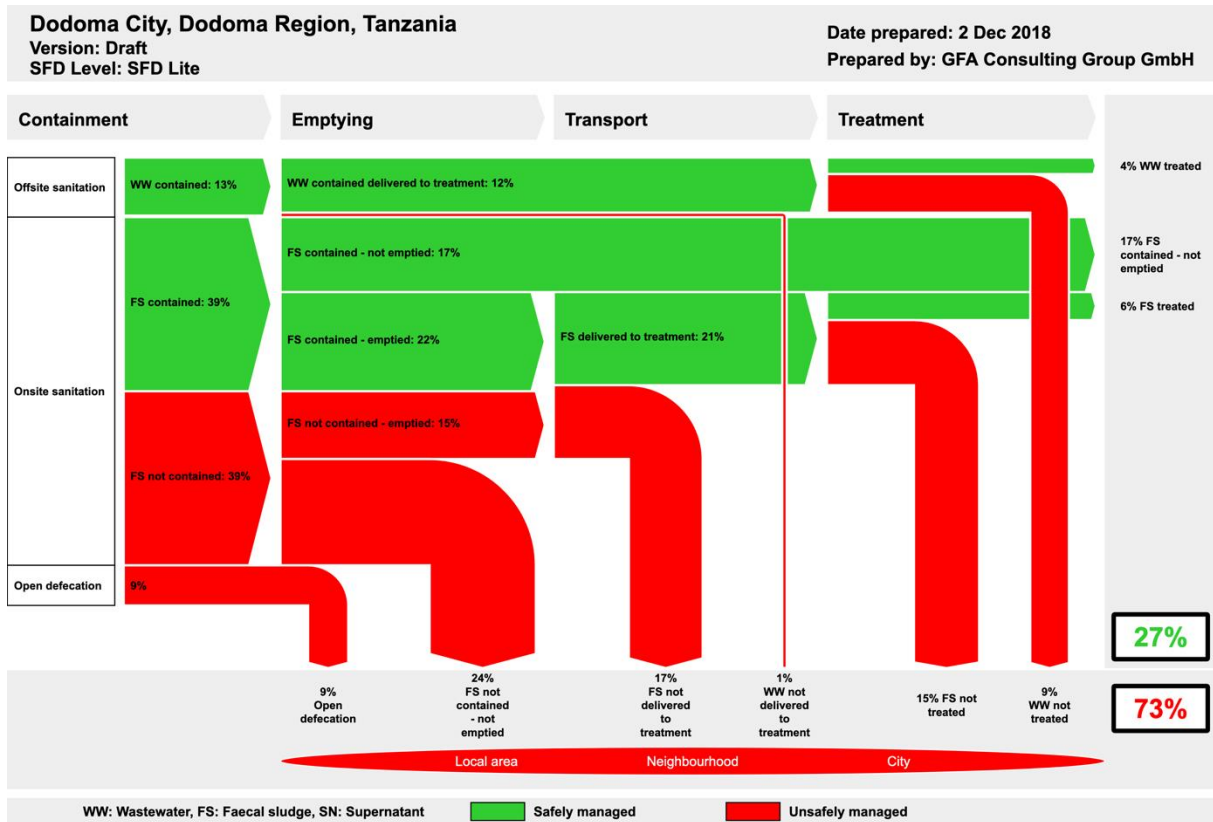 Dodoma City, Dodoma Region, Tanzania
Version: Draft
SFD Level: SFD Lite
Date prepared: 2 Dec 2018
Prepared by: GFA Consulting Group GmbH
Containment
Emptying
Transport
Treatment
Offsite sanitation
WW contained: 13%
WW contained delivered to treatment: 12%
4% WW treated
FS contained - not emptied: 17%
17% FS
contained - not
emptied
Onsite sanitation
FS contained: 39%
FS contained - emptied: 22%
FS delivered to treatment: 21%
6% FS treated
FS not contained - emptied: 15%
FS not contained: 39%
Open defecation
9%
27%
9%
Open
defecation
24%
FS not
contained
- not
emptied
17%
FS not
delivered
to
treatment
1%
WW not
delivered
to
treatment
15% FS not
treated
9%
WW not
treated
73%
Local area
Neighbourhood
City
WW: Wastewater, FS: Faecal sludge, SN: Supernatant
Safely managed
Unsafely managed